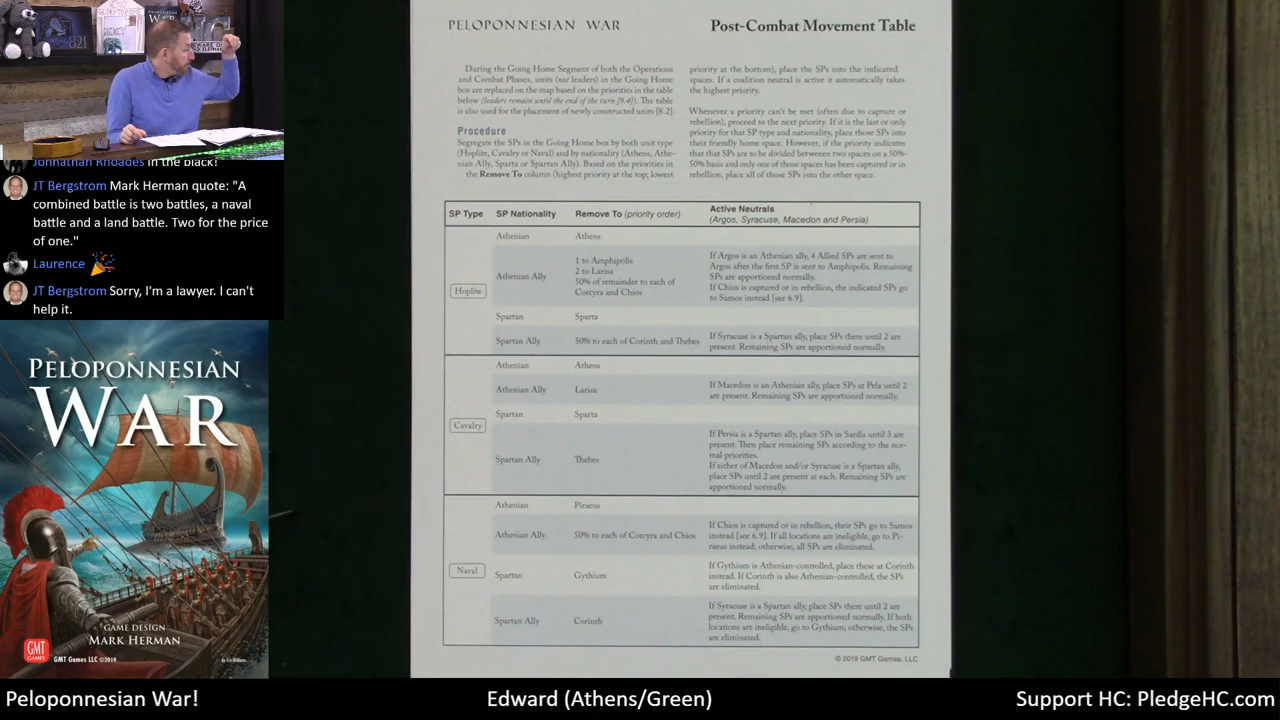 Johnathan Rhoades in the black!
JT Bergstrom Mark Herman quote: "A
combined battle is two battles, a naval
battle and a land battle. Two for the price
of one."
Laurence
JT Bergstrom Sorry, I'm a lawyer. I can't
help it.
PELOPONNESIAN
WAR
GAME DESIGN
MARK HERMAN
GMT
GAMES
GMT Games LLC ©2019
PELOPONNESIAN WAR
Post-Combat Movement Table
During the Going Home Segment of both the Operations
and Combat Phases, units (not leaders) in the Going Home
box are replaced on the map based on the priorities in the table
below (leaders remain until the end of the turn [9.4]). The table
is also used for the placement of newly constructed units [8.2].
Procedure
Segregate the SPs in the Going Home box by both unit type
(Hoplite, Cavalry or Naval) and by nationality (Athens, Athe-
nian Ally, Sparta or Spartan Ally). Based on the priorities in
the Remove To column (highest priority at the top; lowest
priority at the bottom), place the SPs into the indicated
spaces. If a coalition neutral is active it automatically takes
the highest priority.
Whenever a priority can't be met (often due to capture or
rebellion), proceed to the next priority. If it is the last or only
priority for that SP type and nationality, place those SPs into
their friendly home space. However, if the priority indicates
that that SPs are to be divided betweeen two spaces on a 50%-
50% basis and only one of those spaces has been captured or in
rebellion, place all of those SPs into the other space.
SP Type SP Nationality Remove To (priority order) Active Neutrals
(Argos, Syracuse, Macedon and Persia)
Hoplite
Athenian Athens
Athenian Ally
1 to Amphipolis
2 to Larisa
50% of remainder to each of
Corcyra and Chios
If Argos is an Athenian ally, 4 Allied SPs are sent to
Argos after the first SP is sent to Amphipolis. Remaining
SPs are apportioned normally.
If Chios is captured or in rebellion, the indicated SPs go
to Samos instead [see 6.9].
Spartan Sparta
Spartan Ally 50% to each of Corinth and Thebes
If Syracuse is a Spartan ally, place SPs there until 2 are
present. Remaining SPs are apportioned normally.
Cavalry
Athenian Athens
Athenian Ally Larisa
If Macedon is an Athenian ally, place SPs at Pela until 2
are present. Remaining SPs are apportioned normally.
Spartan Sparta
Spartan Ally Thebes
If Persia is a Spartan ally, place SPs in Sardis until 3 are
present. Then place remaining SPs according to the nor-
mal priorities.
If either of Macedon and/or Syracuse is a Spartan ally,
place SPs until 2 are present at each. Remaining SPs are
apportioned normally.
Naval
Athenian Piraeus
Athenian Ally 50% to each of Corcyra and Chios
If Chios is captured or in rebellion, their SPs go to Samos
instead [see 6.9]. If all locations are ineligible, go to Pi-
raeus instead; otherwise, all SPs are eliminated.
Spartan Gythium
If Gythium is Athenian-controlled, place these at Corinth
instead. If Corinth is also Athenian-controlled, the SPs
are eliminated.
Spartan Ally Corinth
If Syracuse is a Spartan ally, place SPs there until 2 are
present. Remaining SPs are apportioned normally. If both
locations are ineligible, go to Gythium; otherwise, the SPs
are eliminated.
© 2019 GMT Games, LLC
Peloponnesian War!
Edward (Athens/Green)
Support HC: PledgeHC.com